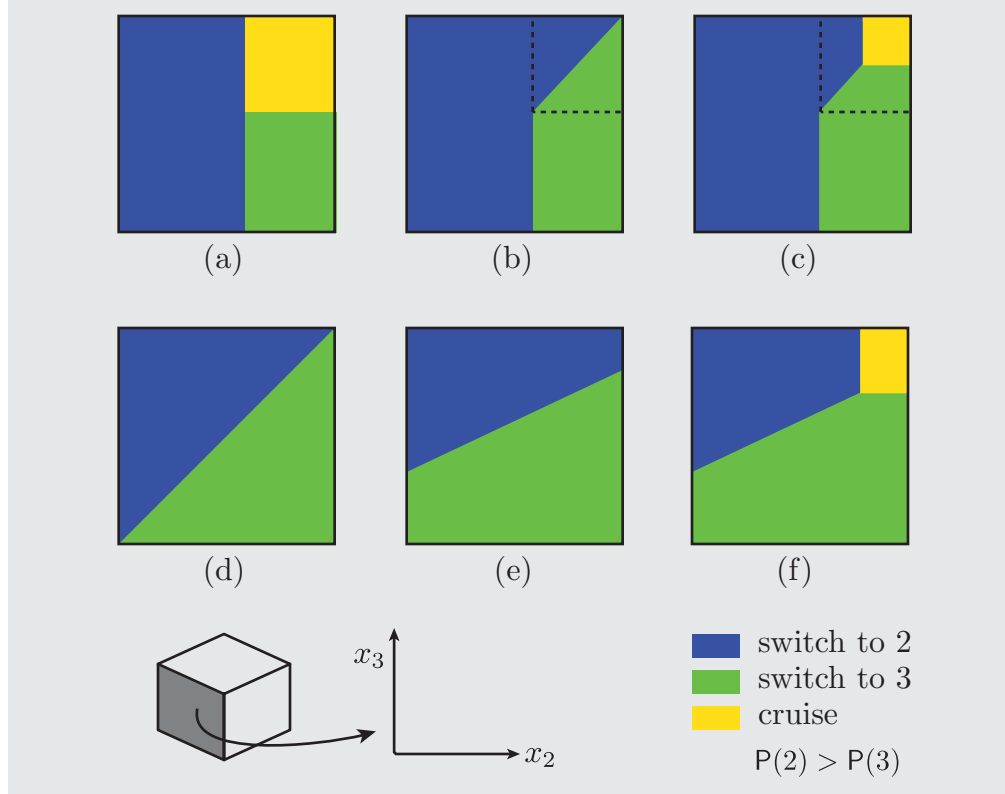 (a)
(b)
(c)
(d)
(e)
(f)
x₃
x₂
switch to 2
switch to 3
cruise
P(2) > P(3)